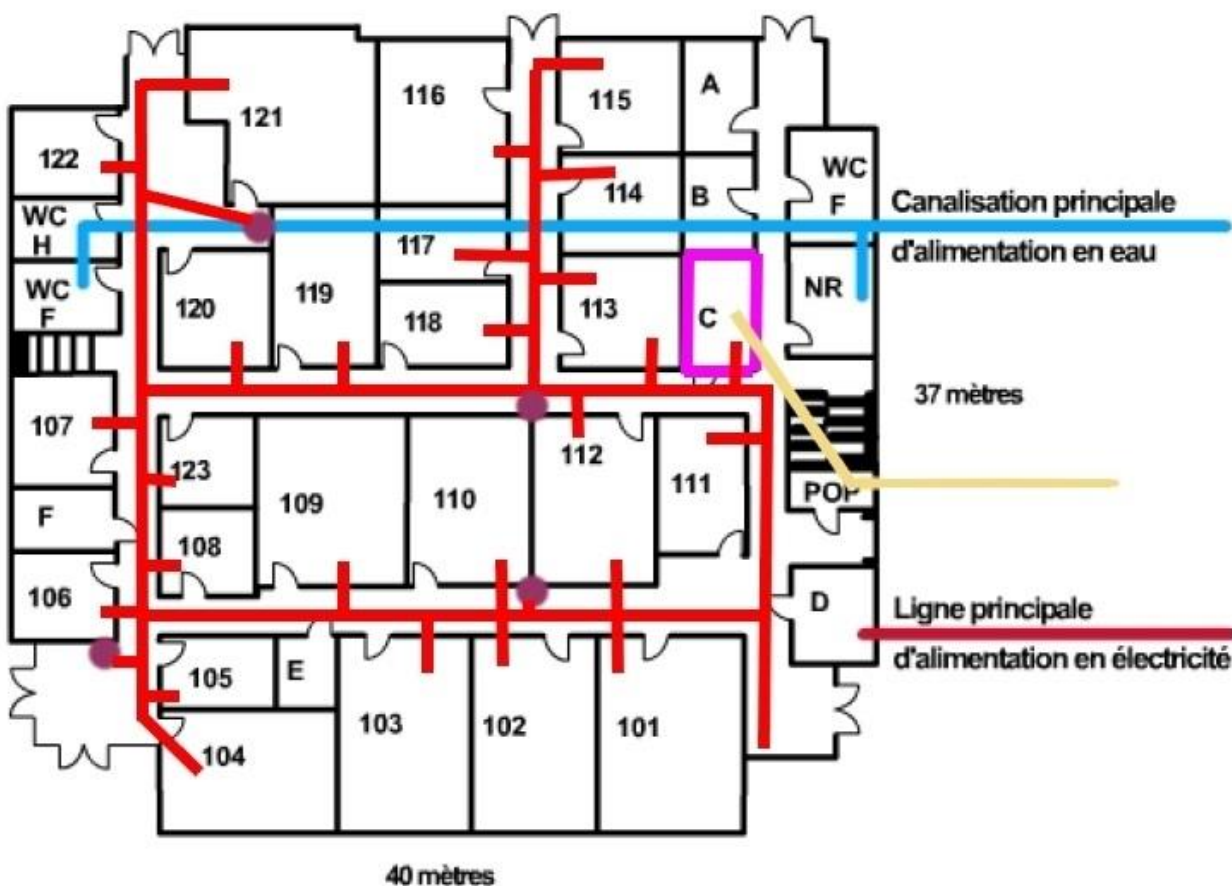 116
115
A
121
122
WC
F
114
WC
H
B
Canalisation principale
d'alimentation en eau
117
WC
F
NR
120
119
113
C
118
37 mètres
107
112
123
111
109
110
POP
F
108
106
D
Ligne principale
d'alimentation en électricité
105
E
103
102
101
104
40 mètres